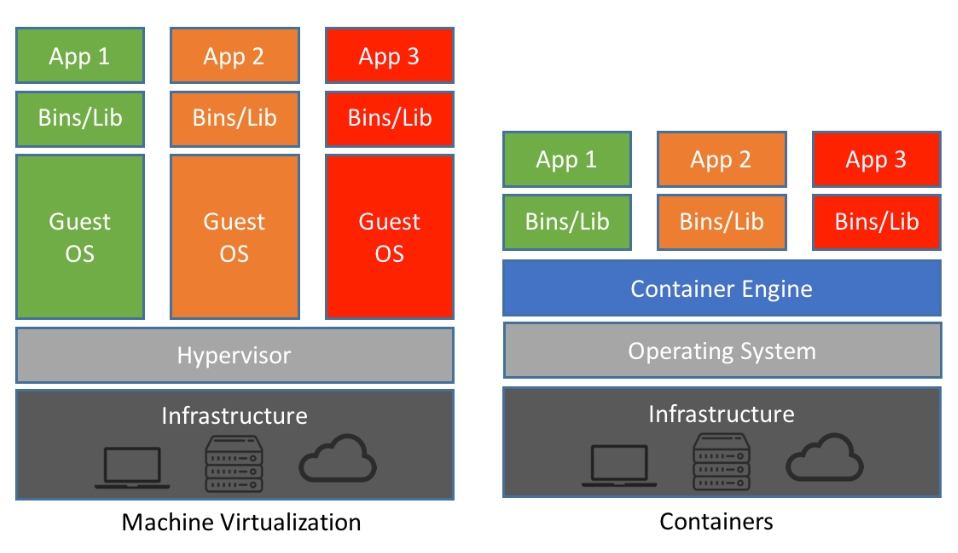 App 1
App 2
App 3
Bins/Lib
Bins/Lib
Bins/Lib
Guest
OS
Guest
OS
Guest
OS
Hypervisor
Infrastructure
Machine Virtualization
App 1
App 2
App 3
Bins/Lib
Bins/Lib
Bins/Lib
Container Engine
Operating System
Infrastructure
Containers